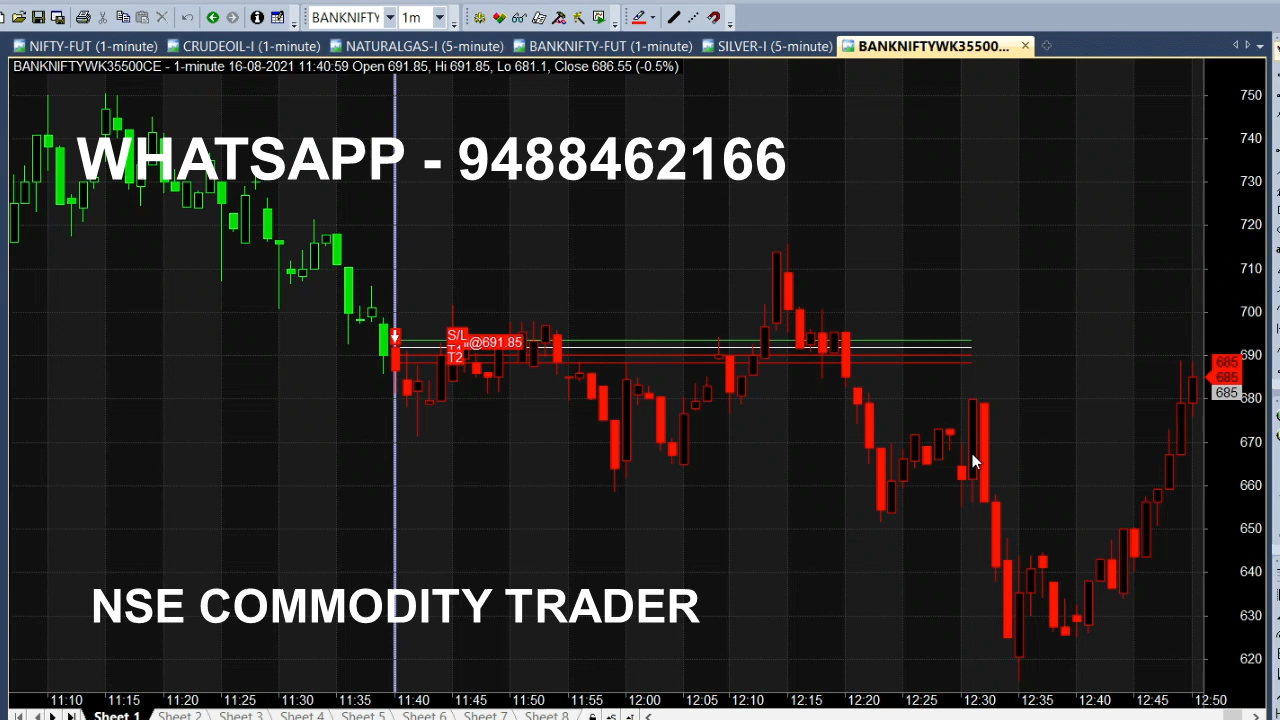 BANKNIFTY 1m
NIFTY-FUT (1-minute) CRUDEOIL-I (1-minute) NATURALGAS-I (5-minute) BANKNIFTY-FUT (1-minute) SILVER-I (5-minute) BANKNIFTYWK35500...
BANKNIFTYWK35500CE - 1-minute 16-08-2021 11:40:59 Open 691.85, Hi 691.85, Lo 681.1, Close 686.55 (-0.5%)
750
740
WHATSAPP - 9488462166
730
720
710
700
S/L
@691.85
T2
690
685
685
680
685
670
660
650
640
630
NSE COMMODITY TRADER
620
11:10 11:15 11:20 11:25 11:30 11:35 11:40 11:45 11:50 11:55 12:00 12:05 12:10 12:15 12:20 12:25 12:30 12:35 12:40 12:45 12:50
Sheet 1 Sheet 2 Sheet 3 Sheet 4 Sheet 5 Sheet 6 Sheet 7 Sheet 8